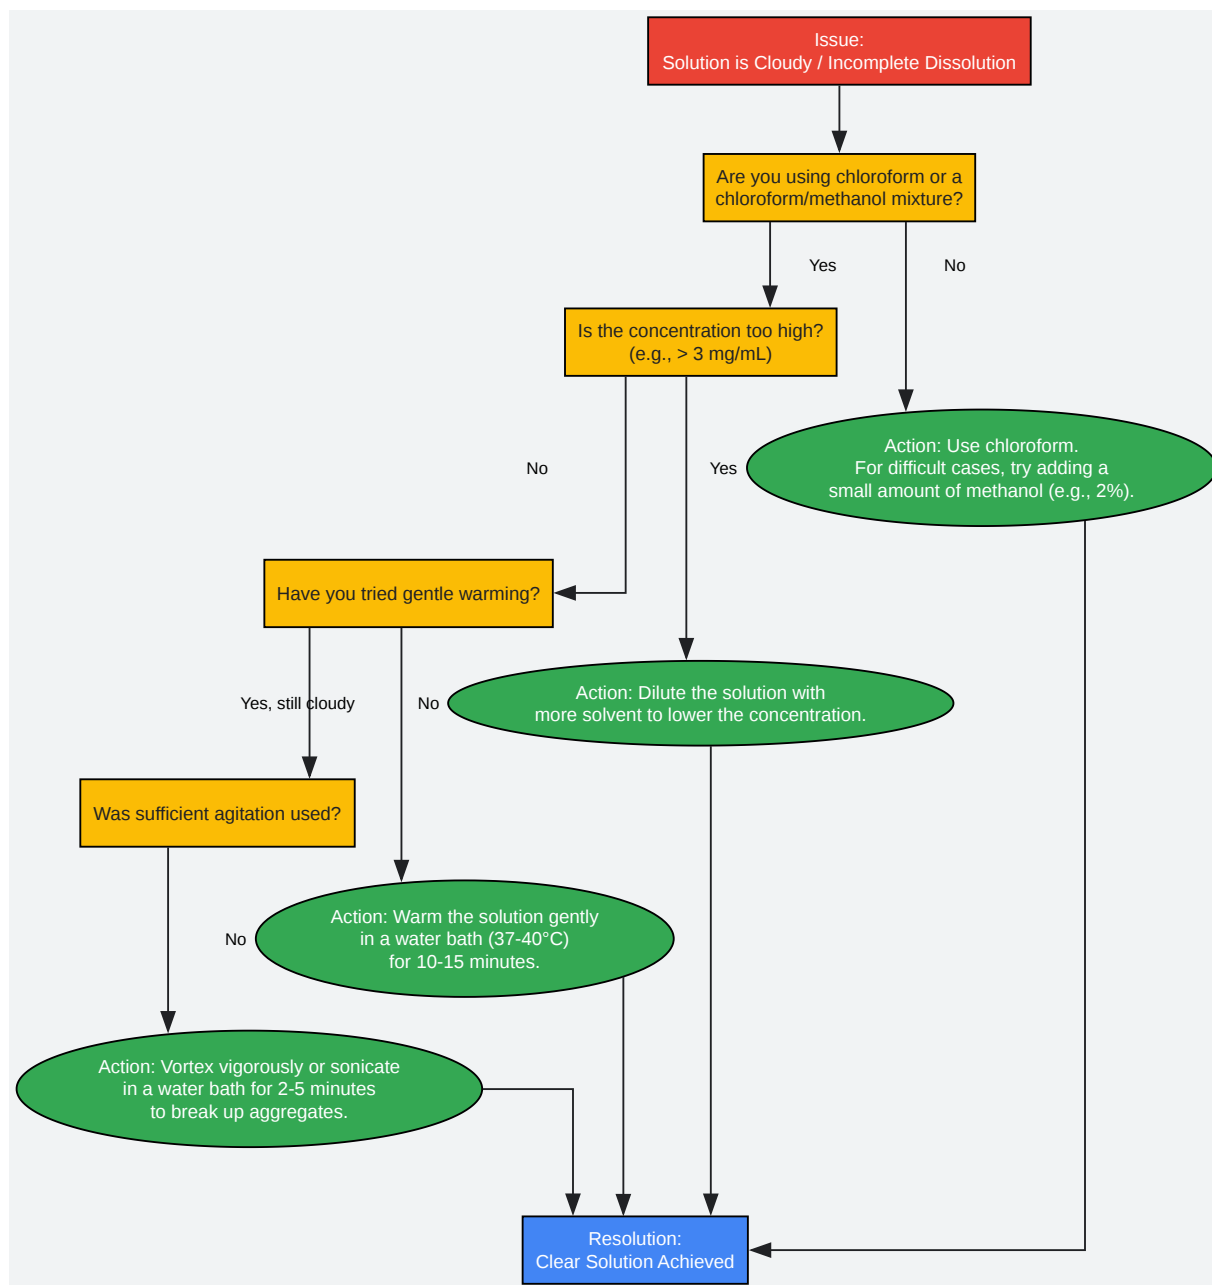 Issue:
Solution is Cloudy / Incomplete Dissolution
Are you using chloroform or a
chloroform/methanol mixture?
Yes
No
Is the concentration too high?
(e.g., > 3 mg/mL)
No
Yes
Action: Use chloroform.
For difficult cases, try adding a
small amount of methanol (e.g., 2%).
Have you tried gentle warming?
Yes, still cloudy
No
Action: Dilute the solution with
more solvent to lower the concentration.
Was sufficient agitation used?
No
Action: Warm the solution gently
in a water bath (37-40°C)
for 10-15 minutes.
Action: Vortex vigorously or sonicate
in a water bath for 2-5 minutes
to break up aggregates.
Resolution:
Clear Solution Achieved